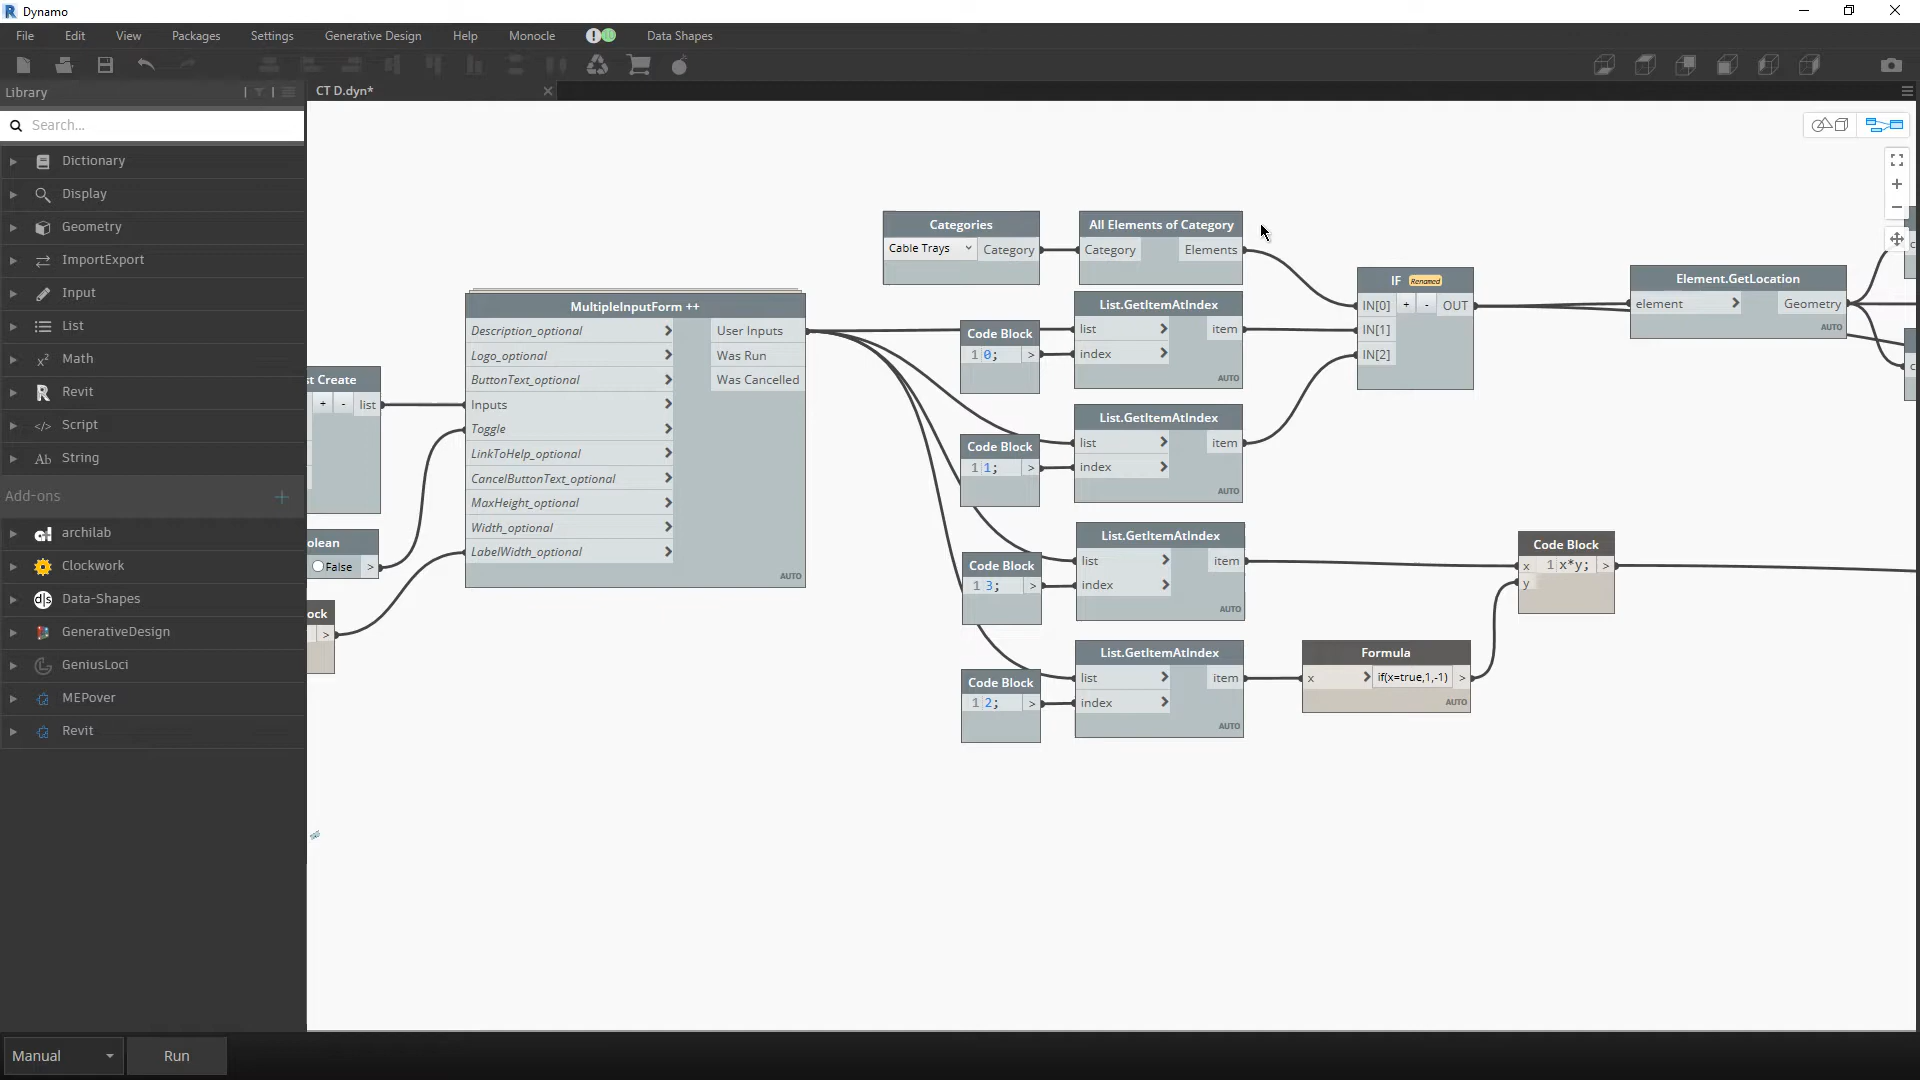 Dynamo
File Edit View Packages Settings Generative Design Help Monocle Data Shapes
Library
CT D.dyn*
Search...
Dictionary
Display
Geometry
ImportExport
Input
List
Math
Revit
Script
String
Add-ons
archilab
Clockwork
Data-Shapes
GenerativeDesign
GeniusLoci
MEPover
Revit
st Create
+ - list
olean
False >
ock
>
MultipleInputForm ++
Description_optional > User Inputs
Logo_optional > Was Run
ButtonText_optional > Was Cancelled
Inputs >
Toggle >
LinkToHelp_optional >
CancelButtonText_optional >
MaxHeight_optional >
Width_optional >
LabelWidth_optional >
AUTO
Categories
Cable Trays Category
All Elements of Category
Category Elements
Code Block
1 0; >
List.GetItemAtIndex
list > item
index >
AUTO
Code Block
1 1; >
List.GetItemAtIndex
list > item
index >
AUTO
Code Block
1 3; >
List.GetItemAtIndex
list > item
index >
AUTO
Code Block
1 2; >
List.GetItemAtIndex
list > item
index >
AUTO
IF Renamed
IN[0] + - OUT
IN[1]
IN[2]
Formula
x > if(x=true,1,-1) >
AUTO
Code Block
x 1 x*y; >
y
Element.GetLocation
element > Geometry
AUTO
c
c
Manual
Run